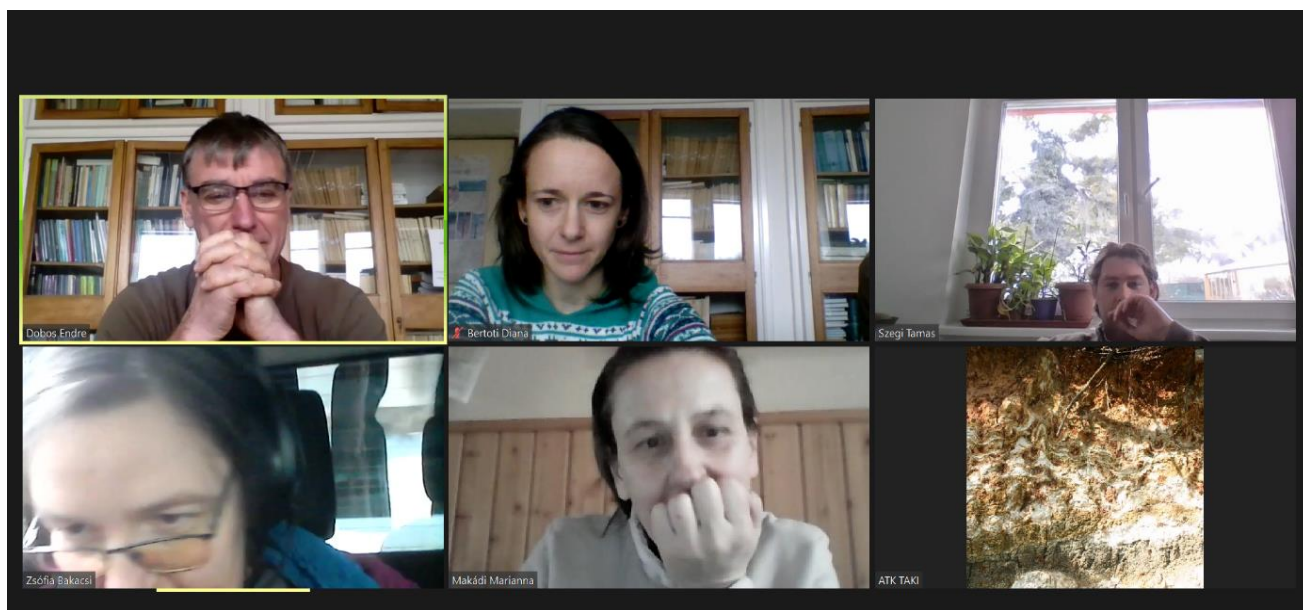 Dobos Endre
Bertoti Diana
Szegi Tamas
Zsófia Bakacsi
Makádi Marianna
ATK TAKI